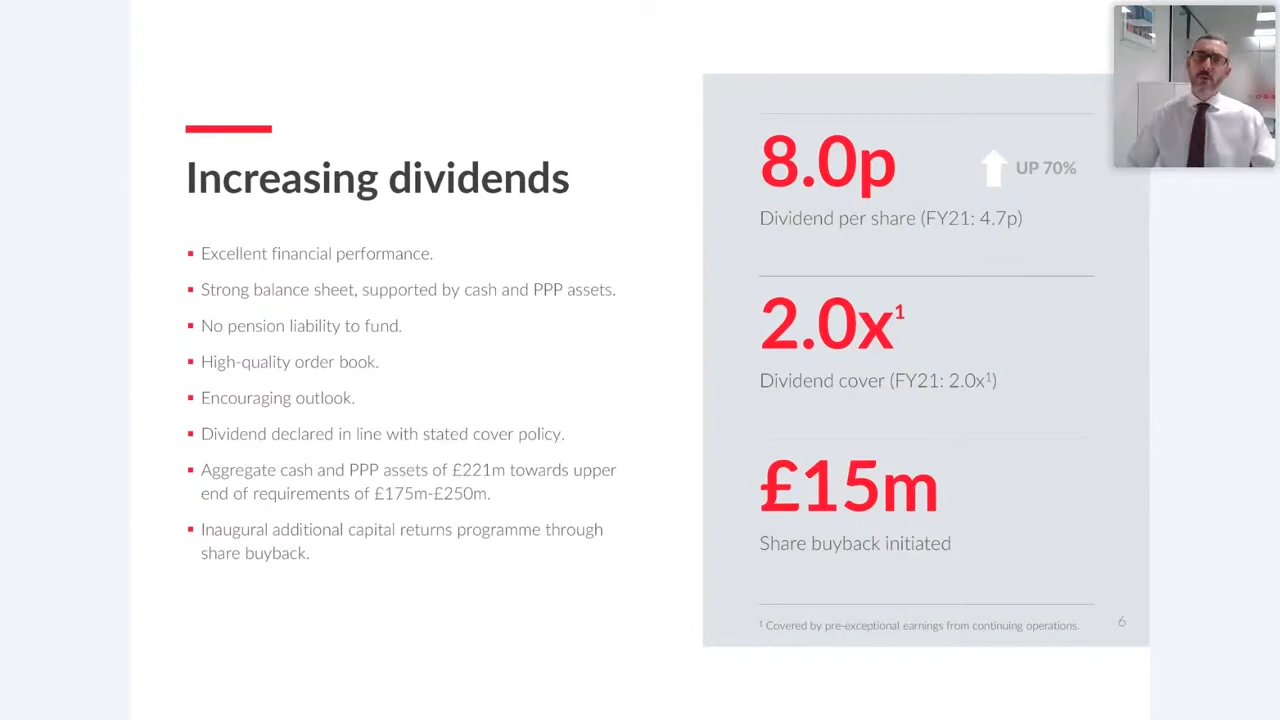 Increasing dividends
▪ Excellent financial performance.
▪ Strong balance sheet, supported by cash and PPP assets.
▪ No pension liability to fund.
▪ High-quality order book.
▪ Encouraging outlook.
▪ Dividend declared in line with stated cover policy.
▪ Aggregate cash and PPP assets of £221m towards upper
end of requirements of £175m-£250m.
▪ Inaugural additional capital returns programme through
share buyback.
8.0p
UP 70%
Dividend per share (FY21: 4.7p)
2.0x¹
Dividend cover (FY21: 2.0x¹)
£15m
Share buyback initiated
¹ Covered by pre-exceptional earnings from continuing operations.
6